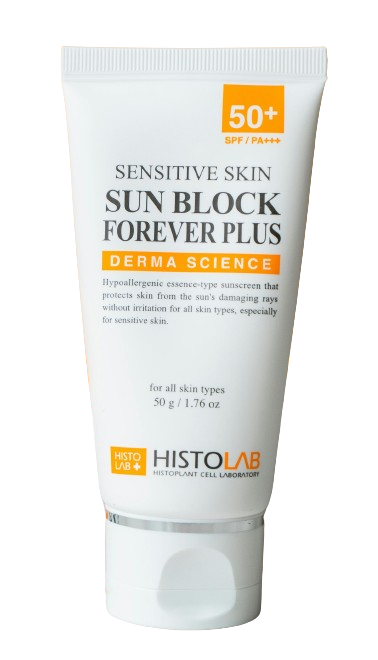 50+
SPF / PA+++
SENSITIVE SKIN
SUN BLOCK
FOREVER PLUS
DERMA SCIENCE
Hypoallergenic essence-type sunscreen that
protects skin from the sun's damaging rays
without irritation for all skin types, especially
for sensitive skin.
for all skin types
50 g / 1.76 oz
HISTO
LAB+
HISTOLAB
HISTOPLANT CELL LABORATORY